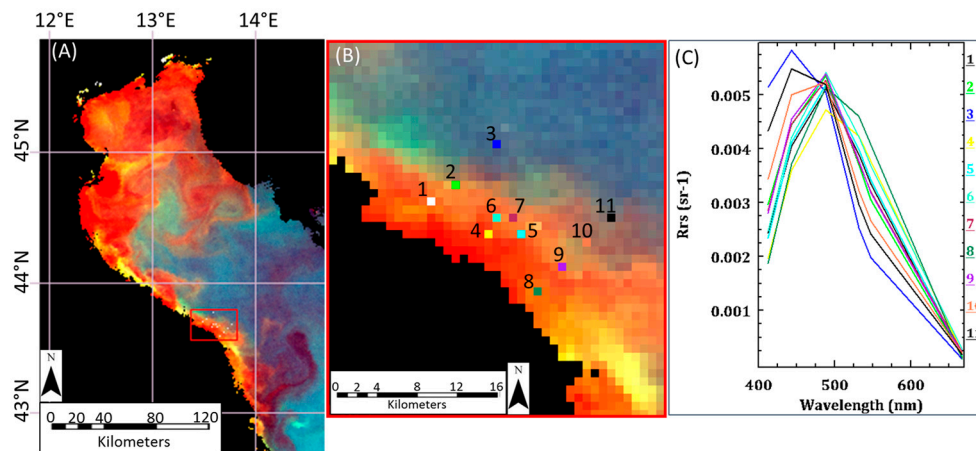 12°E 13°E 14°E
(A)
45°N
44°N
43°N
N
0 20 40 80 120
Kilometers
(B)
3
2
1
6 7 11
4 5 10
9
8
0 2 4 8 12 16
Kilometers
N
(C)
0.005
0.004
0.003
0.002
0.001
Rrs (sr-1)
400 500 600
Wavelength (nm)
1
2
3
4
5
6
7
8
9